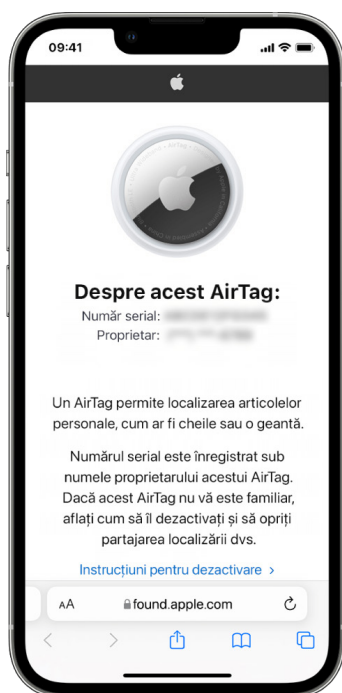 09:41
Despre acest AirTag:
Număr serial:
Proprietar:
Un AirTag permite localizarea articolelor
personale, cum ar fi cheile sau o geantă.
Numărul serial este înregistrat sub
numele proprietarului acestui AirTag.
Dacă acest AirTag nu vă este familiar,
aflați cum să îl dezactivați și să opriți
partajarea localizării dvs.
Instrucțiuni pentru dezactivare >
AA found.apple.com